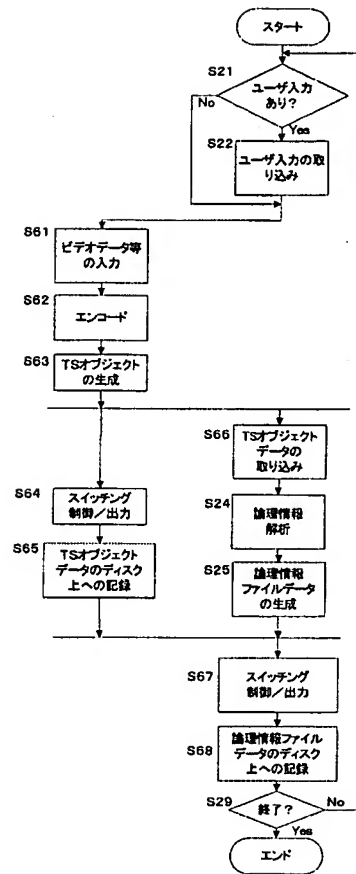 スタート
S21
ユーザ入力
あり?
No
Yes
S22
ユーザ入力の取
り込み
S61
ビデオデータ等
の入力
S62
エンコード
S63
TSオブジェクト
の生成
S66
TSオブジェクト
データの
取り込み
S64
スイッチング
制御/出力
S24
論理情報
解析
S65
TSオブジェクト
データのディスク
上への記録
S25
論理情報
ファイルデータ
の生成
S67
スイッチング
制御/出力
S68
論理情報ファイル
データのディスク
上への記録
S29
終了?
No
Yes
エンド